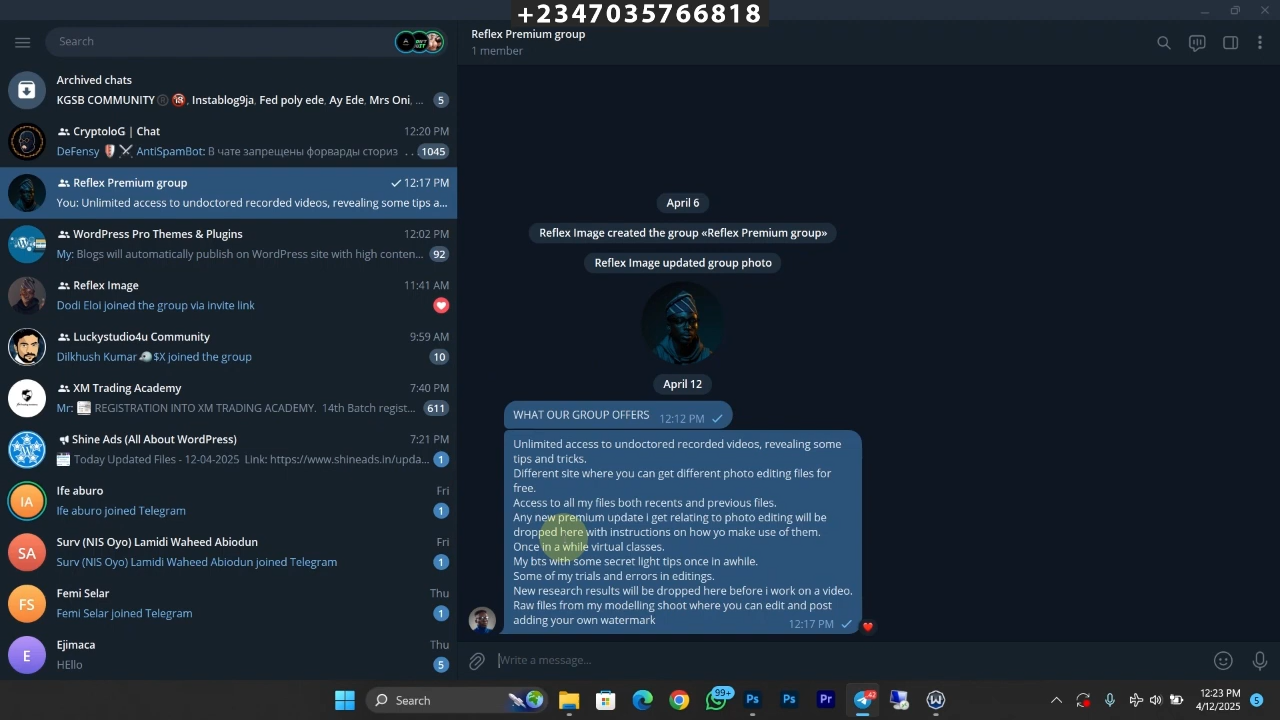 +2347035766818
Search
Archived chats
KGSB COMMUNITY 🔞, Instablog9ja, Fed poly ede, Ay Ede, Mrs Oni, ...
5
CryptoloG | Chat
12:20 PM
DeFensy 🛡️⚔️ AntiSpamBot: В чате запрещены форварды сториз . .
1045
Reflex Premium group
12:17 PM
You: Unlimited access to undoctored recorded videos, revealing some tips a...
WordPress Pro Themes & Plugins
12:02 PM
My: Blogs will automatically publish on WordPress site with high conten...
92
Reflex Image
11:41 AM
Dodi Eloi joined the group via invite link
Luckystudio4u Community
9:59 AM
Dilkhush Kumar $X joined the group
10
XM Trading Academy
7:40 PM
Mr: REGISTRATION INTO XM TRADING ACADEMY. 14th Batch regist...
611
Shine Ads (All About WordPress)
7:21 PM
Today Updated Files - 12-04-2025 Link: https://www.shineads.in/upda...
1
IA
Ife aburo
Fri
Ife aburo joined Telegram
1
SA
Surv (NIS Oyo) Lamidi Waheed Abiodun
Fri
Surv (NIS Oyo) Lamidi Waheed Abiodun joined Telegram
1
FS
Femi Selar
Thu
Femi Selar joined Telegram
1
E
Ejimaca
Thu
HEllo
5
Reflex Premium group
1 member
April 6
Reflex Image created the group «Reflex Premium group»
Reflex Image updated group photo
April 12
WHAT OUR GROUP OFFERS 12:12 PM
Unlimited access to undoctored recorded videos, revealing some
tips and tricks.
Different site where you can get different photo editing files for
free.
Access to all my files both recents and previous files.
Any new premium update i get relating to photo editing will be
dropped here with instructions on how yo make use of them.
Once in a while virtual classes.
My bts with some secret light tips once in awhile.
Some of my trials and errors in editings.
New research results will be dropped here before i work on a video.
Raw files from my modelling shoot where you can edit and post
adding your own watermark
12:17 PM
Write a message...
Search
99+
Ps
Ps
Pr
43
12:23 PM
4/12/2025
5